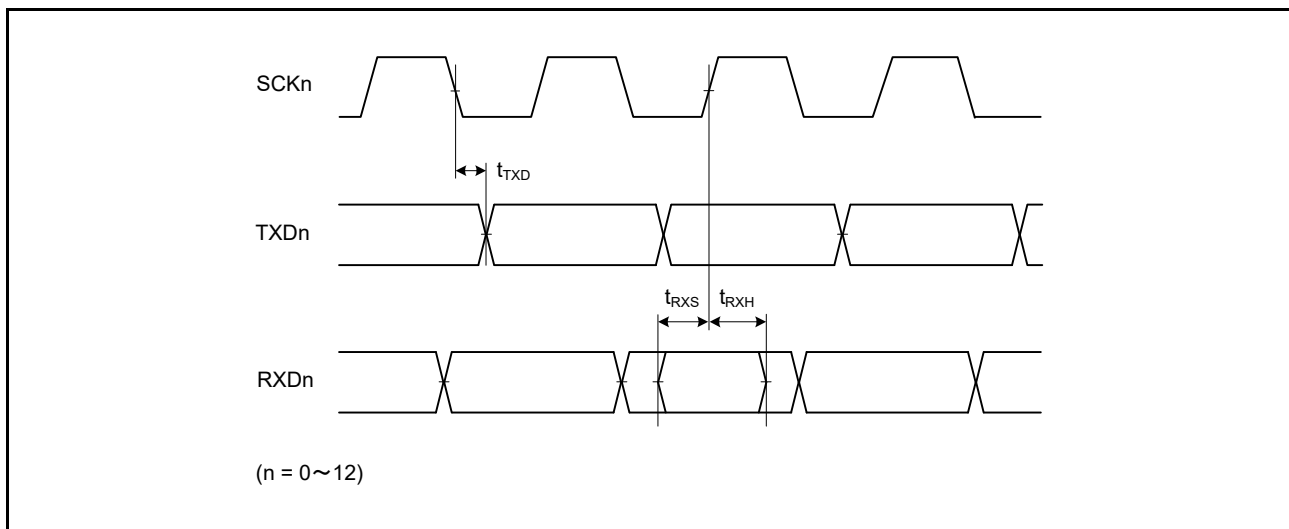 SCKn
tTXD
TXDn
tRXS tRXH
RXDn
(n = 0～12)